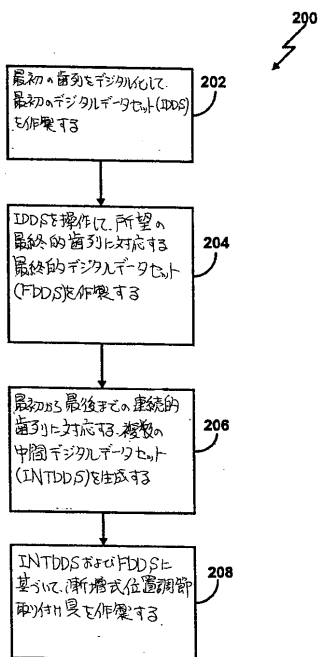 200
最初の歯列をデジタル化して
最初のデジタルデータセット(IDDS)
を作製する
202
IDDSを操作して、所望の
最終的歯列に対応する
最終的デジタルデータセット
(FDDS)を作製する
204
最初から最後までの連続的
歯列に対応する、複数の
中間デジタルデータセット
(INTDDS)を生成する
206
INTDDSおよびFDDSに
基づいて、漸増式位置調節
取り付け具を作製する
208